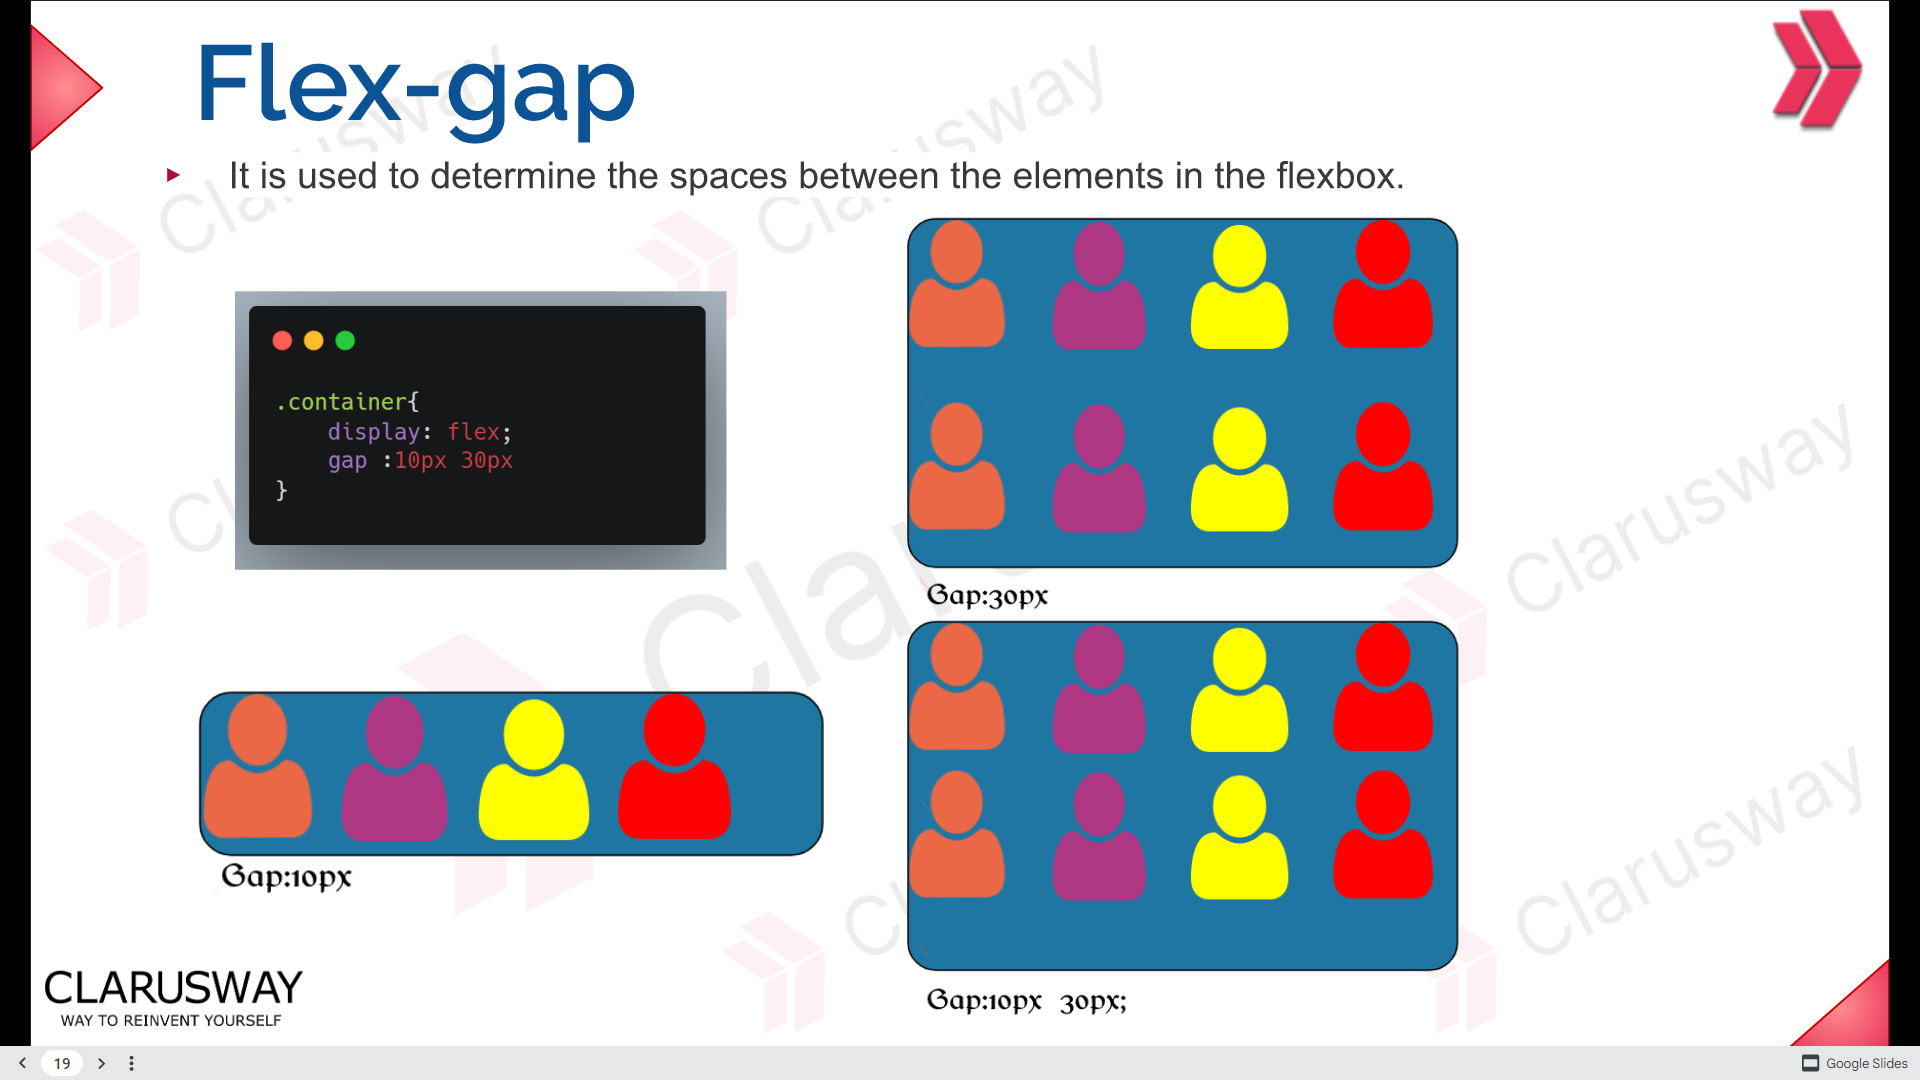 Flex-gap
It is used to determine the spaces between the elements in the flexbox.
.container{
display: flex;
gap :10px 30px
}
Gap:30px
Gap:10px
Gap:10px 30px;
CLARUSWAY
WAY TO REINVENT YOURSELF
Clarusway
Clarusway
Clarusway
Clarusway
19
Google Slides